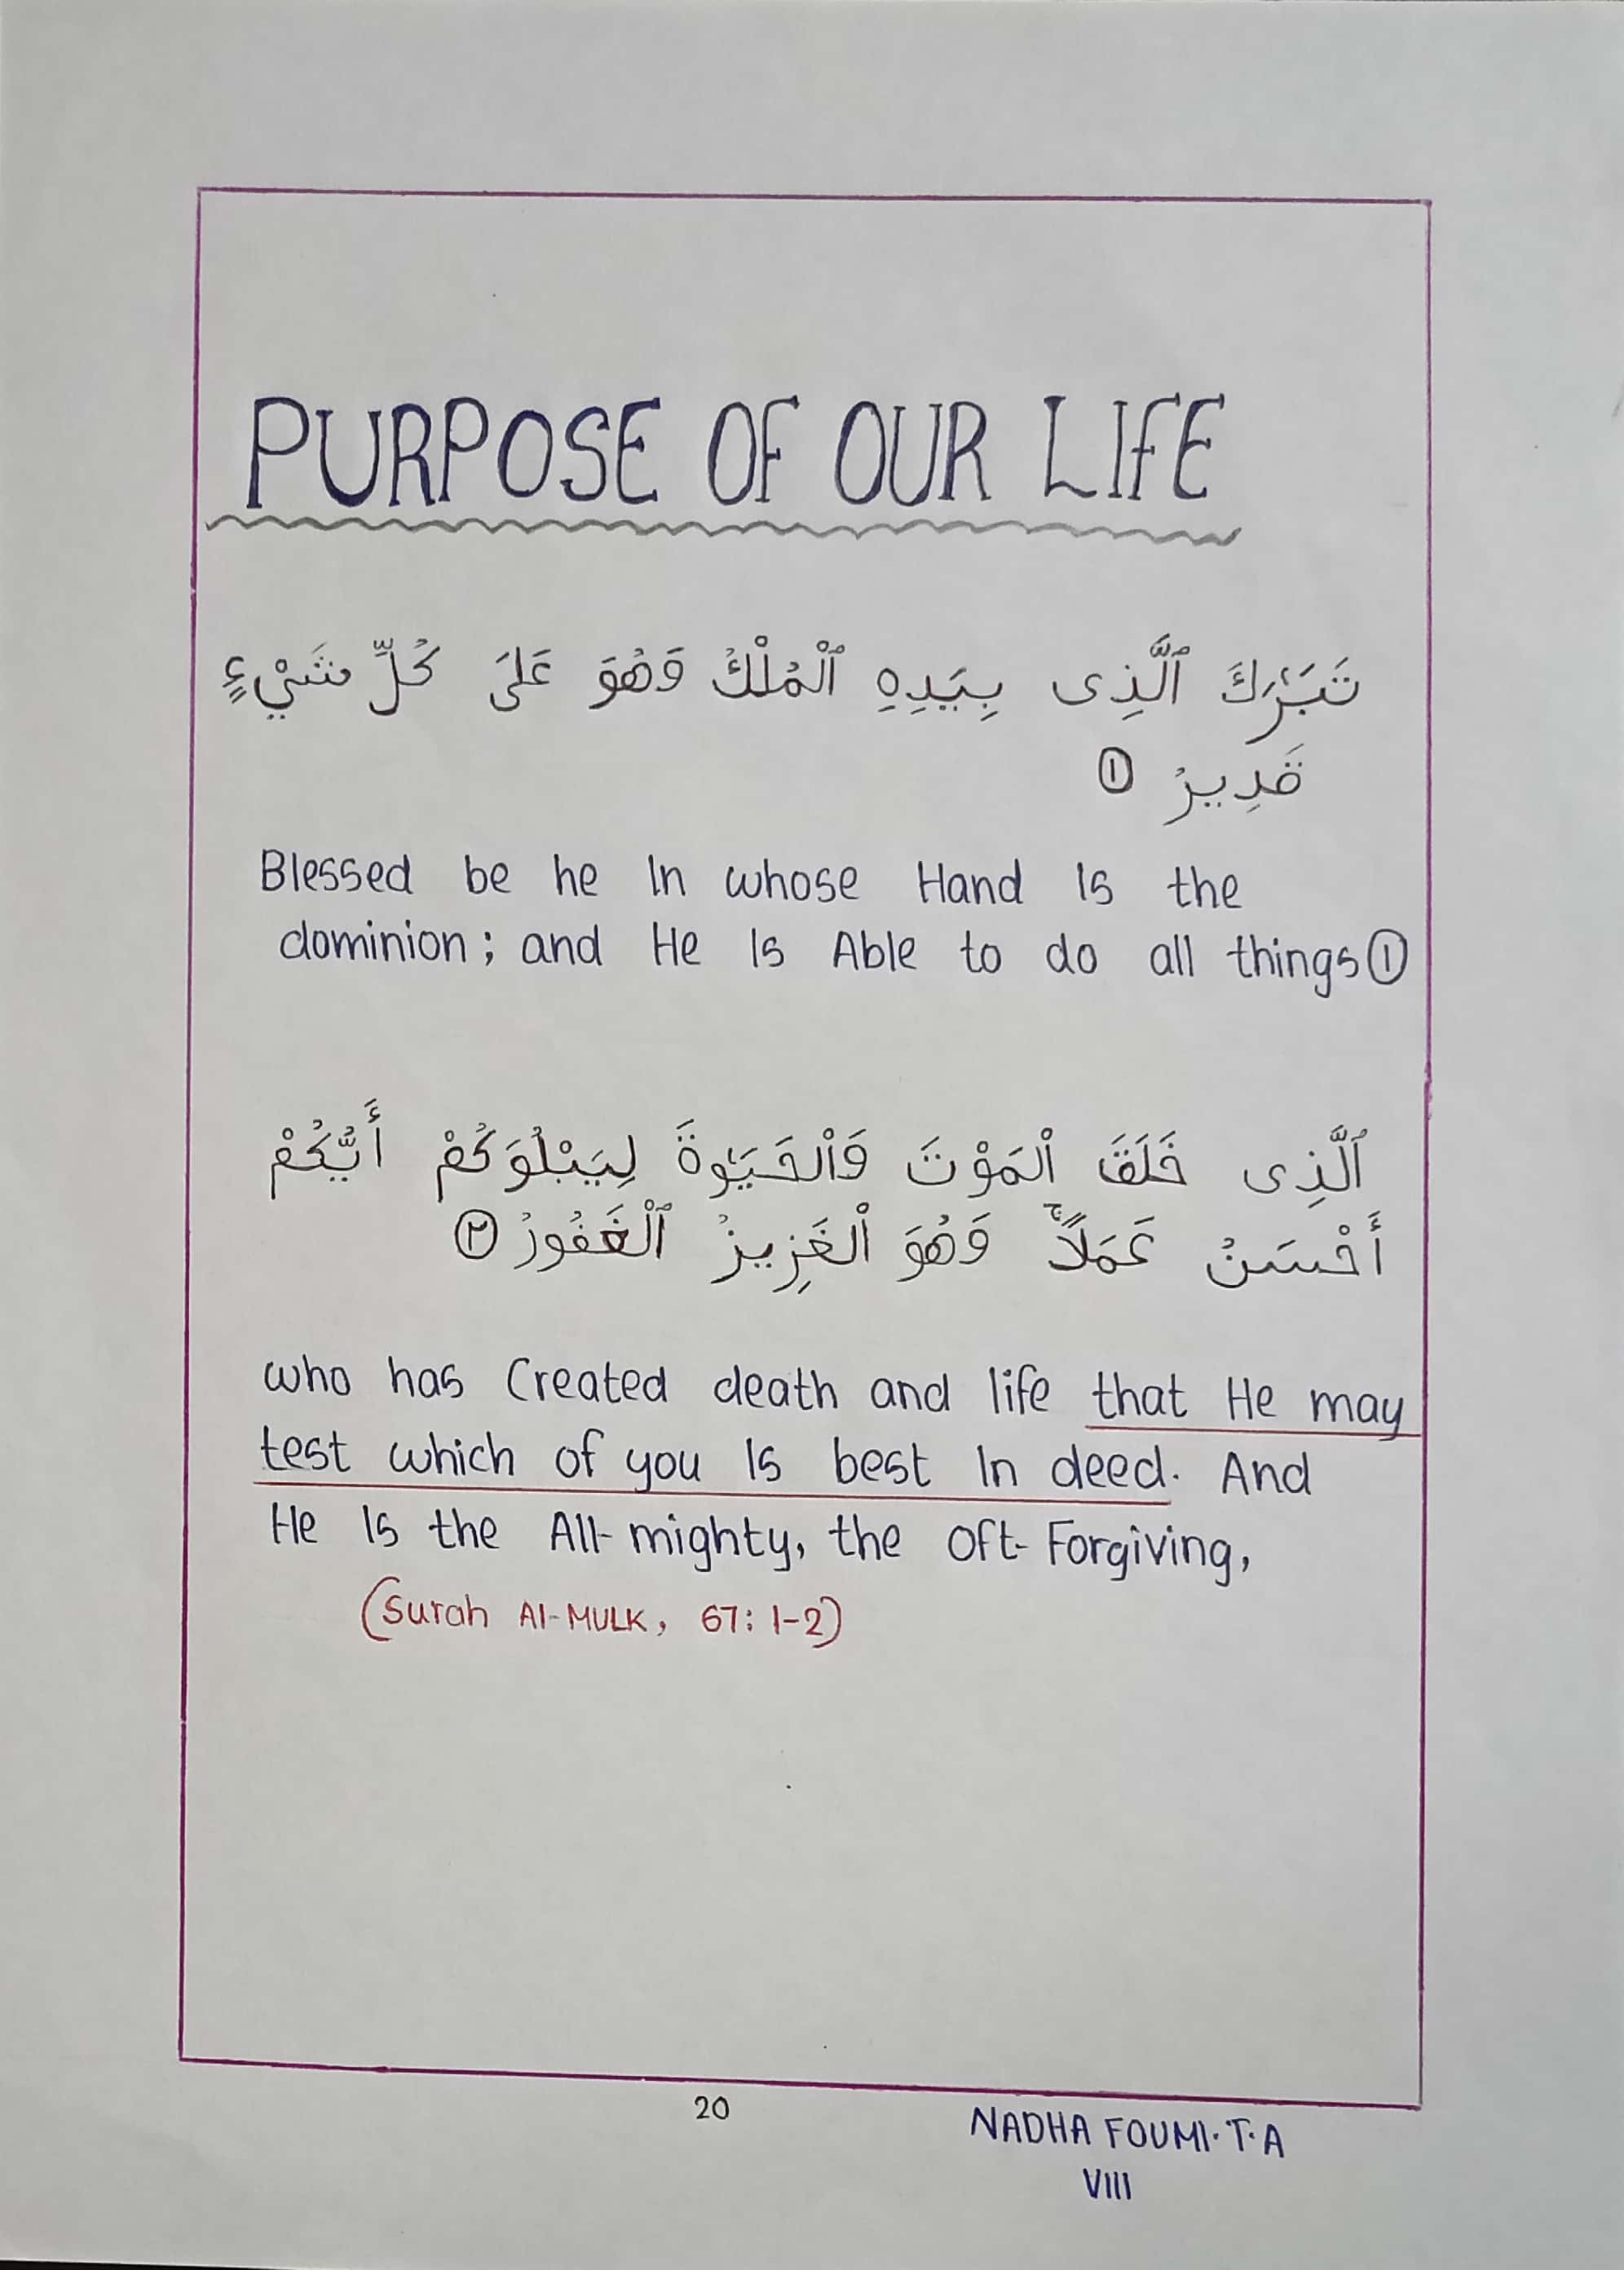 PURPOSE OF OUR LIFE
تَبَٰرَكَ ٱلَّذِى بِيَدِهِ ٱلْمُلْكُ وَهُوَ عَلَىٰ كُلِّ شَيْءٍ
قَدِيرُ ①
Blessed be he In whose Hand Is the
dominion; and He Is Able to do all things ①
ٱلَّذِى خَلَقَ ٱلْمَوْتَ وَٱلْحَيَوٰةَ لِيَبْلُوَكُمْ أَيُّكُمْ
أَحْسَنُ عَمَلًاۚ وَهُوَ ٱلْغَزِيزُ ٱلْغَفُورُ ②
who has Created death and life that He may
test which of you Is best In deed. And
He Is the All-mighty, the Oft-Forgiving,
(Surah Al-MULK, 67: 1-2)
20
NADHA FOUMI.T.A
VIII